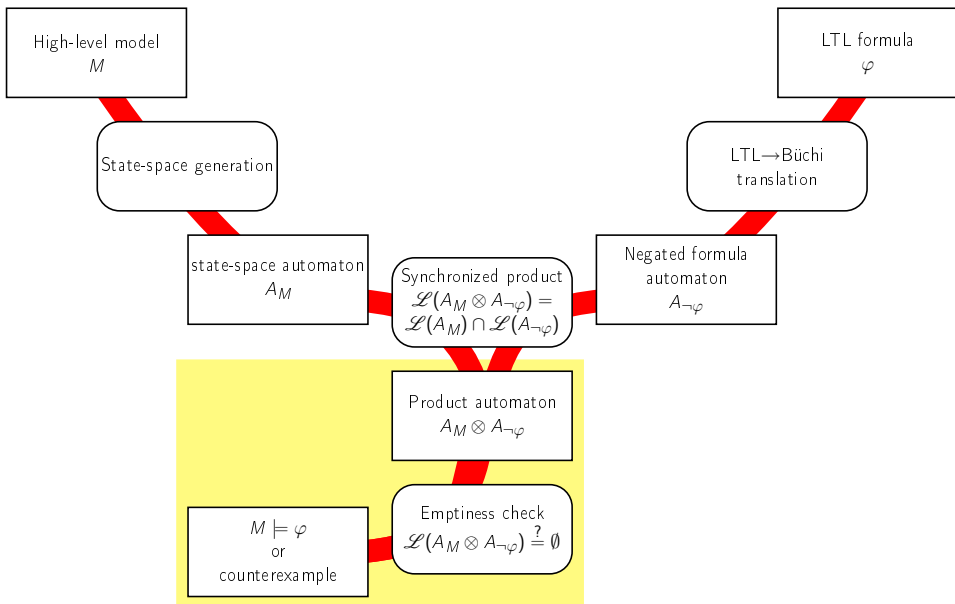 High-level model
M
LTL formula
φ
State-space generation
LTL→Büchi
translation
state-space automaton
A_M
Synchronized product
ℒ(A_M ⊗ A_¬φ) =
ℒ(A_M) ∩ ℒ(A_¬φ)
Negated formula
automaton
A_¬φ
Product automaton
A_M ⊗ A_¬φ
Emptiness check
ℒ(A_M ⊗ A_¬φ) ≟ ∅
M ⊨ φ
or
counterexample